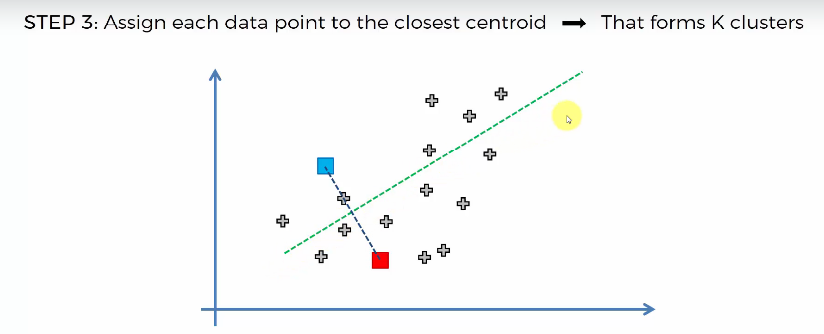 STEP 3: Assign each data point to the closest centroid ➡ That forms K clusters